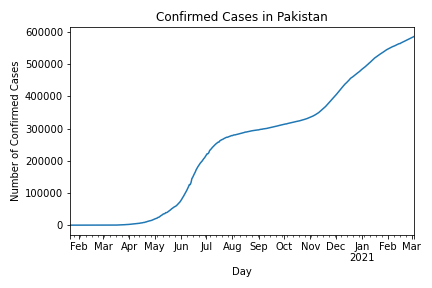 Confirmed Cases in Pakistan
600000
500000
400000
300000
200000
100000
0
Number of Confirmed Cases
Feb Mar Apr May Jun Jul Aug Sep Oct Nov Dec Jan Feb Mar
2021
Day